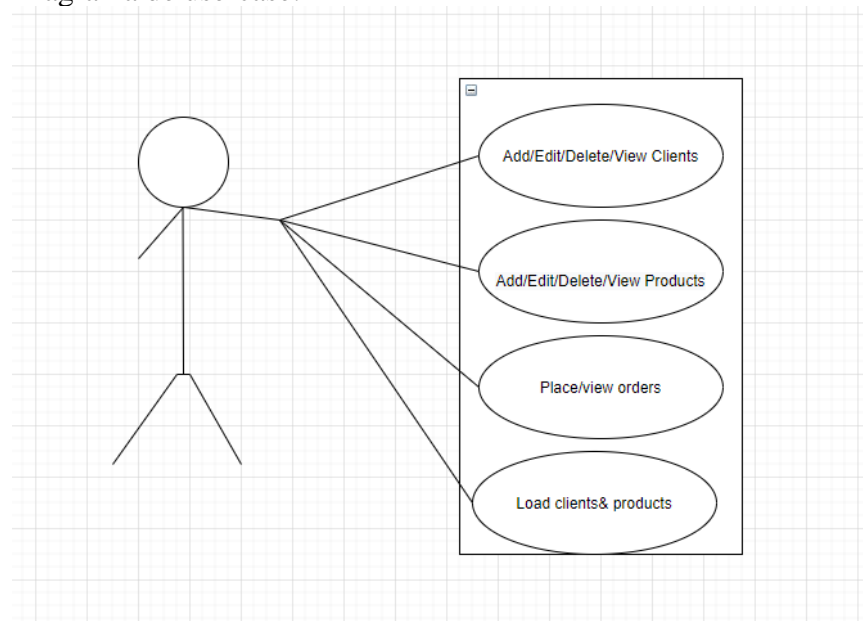 Add/Edit/Delete/View Clients
Add/Edit/Delete/View Products
Place/view orders
Load clients& products